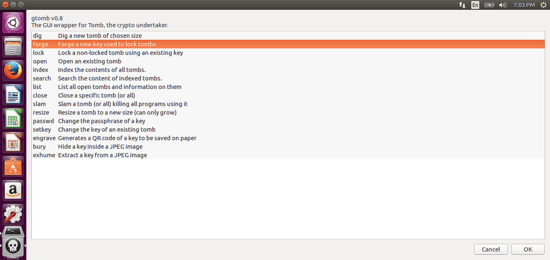 En
7:03 PM
gtomb v0.8
The GUI wrapper for Tomb, the crypto undertaker.
dig Dig a new tomb of chosen size
forge Forge a new key used to lock tombs
lock Lock a non-locked tomb using an existing key
open Open an existing tomb
index Index the contents of all tombs.
search Search the content of indexed tombs.
list List all open tombs and information on them
close Close a specific tomb (or all)
slam Slam a tomb (or all) killing all programs using it
resize Resize a tomb to a new size (can only grow)
passwd Change the passphrase of a key
setkey Change the key of an existing tomb
engrave Generates a QR code of a key to be saved on paper
bury Hide a key inside a JPEG image
exhume Extract a key from a JPEG image
Cancel OK